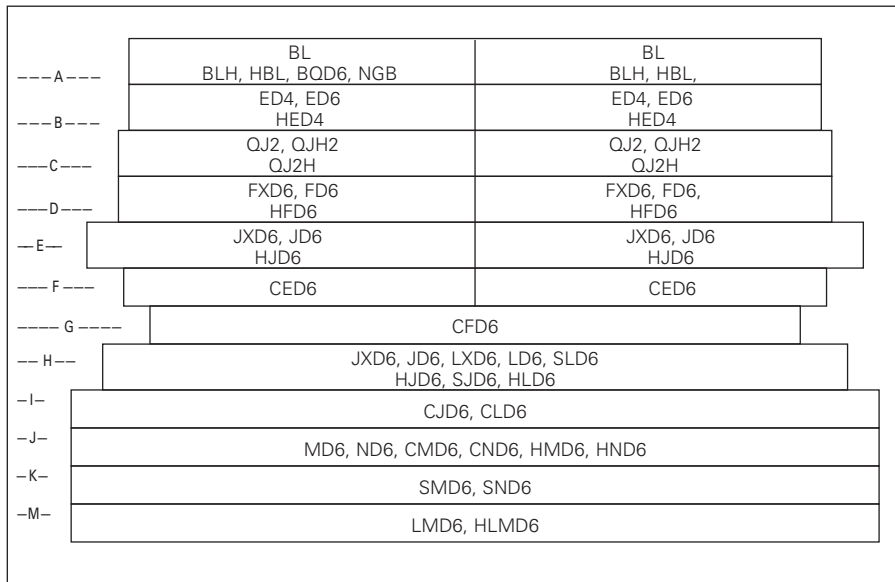 BL BL
---A--- BLH, HBL, BQD6, NGB BLH, HBL,
ED4, ED6 ED4, ED6
---B--- HED4 HED4
QJ2, QJH2 QJ2, QJH2
---C--- QJ2H QJ2H
FXD6, FD6 FXD6, FD6,
---D--- HFD6 HFD6
--E-- JXD6, JD6 JXD6, JD6
HJD6 HJD6
---F--- CED6 CED6
----G---- CFD6
--H-- JXD6, JD6, LXD6, LD6, SLD6
HJD6, SJD6, HLD6
-I-
CJD6, CLD6
-J-
MD6, ND6, CMD6, CND6, HMD6, HND6
-K-
SMD6, SND6
-M-
LMD6, HLMD6